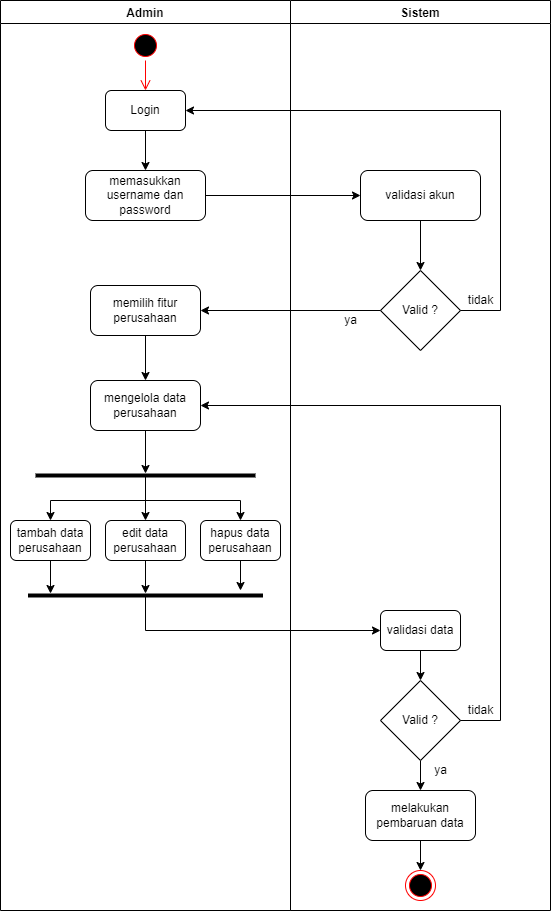 Admin
Sistem
Login
memasukkan
username dan
password
validasi akun
Valid ?
tidak
ya
memilih fitur
perusahaan
mengelola data
perusahaan
tambah data
perusahaan
edit data
perusahaan
hapus data
perusahaan
validasi data
Valid ?
tidak
ya
melakukan
pembaruan data